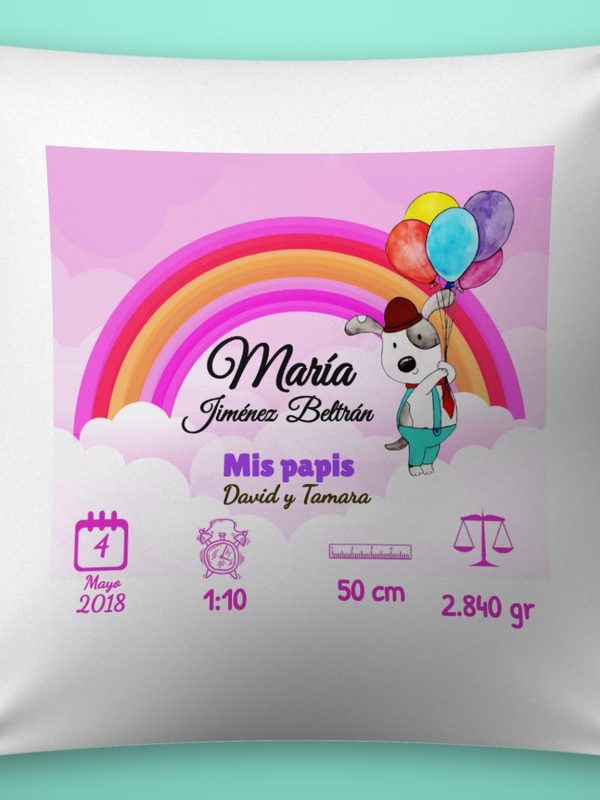 María
Jiménez Beltrán
Mis papis
David y Tamara
4
Mayo
2018
1:10
50 cm
2.840 gr